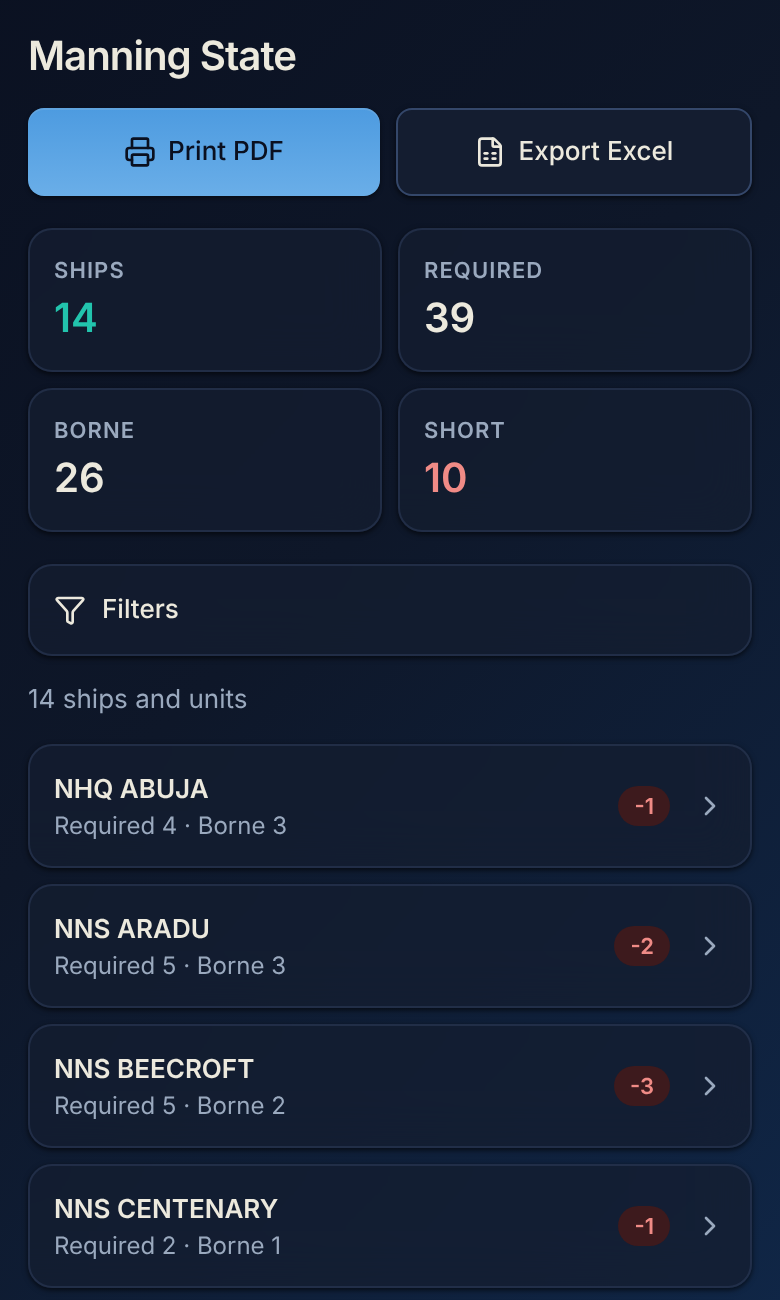 Manning State
Print PDF
Export Excel
SHIPS
14
REQUIRED
39
BORNE
26
SHORT
10
Filters
14 ships and units
NHQ ABUJA
Required 4 · Borne 3
-1
NNS ARADU
Required 5 · Borne 3
-2
NNS BEECROFT
Required 5 · Borne 2
-3
NNS CENTENARY
Required 2 · Borne 1
-1